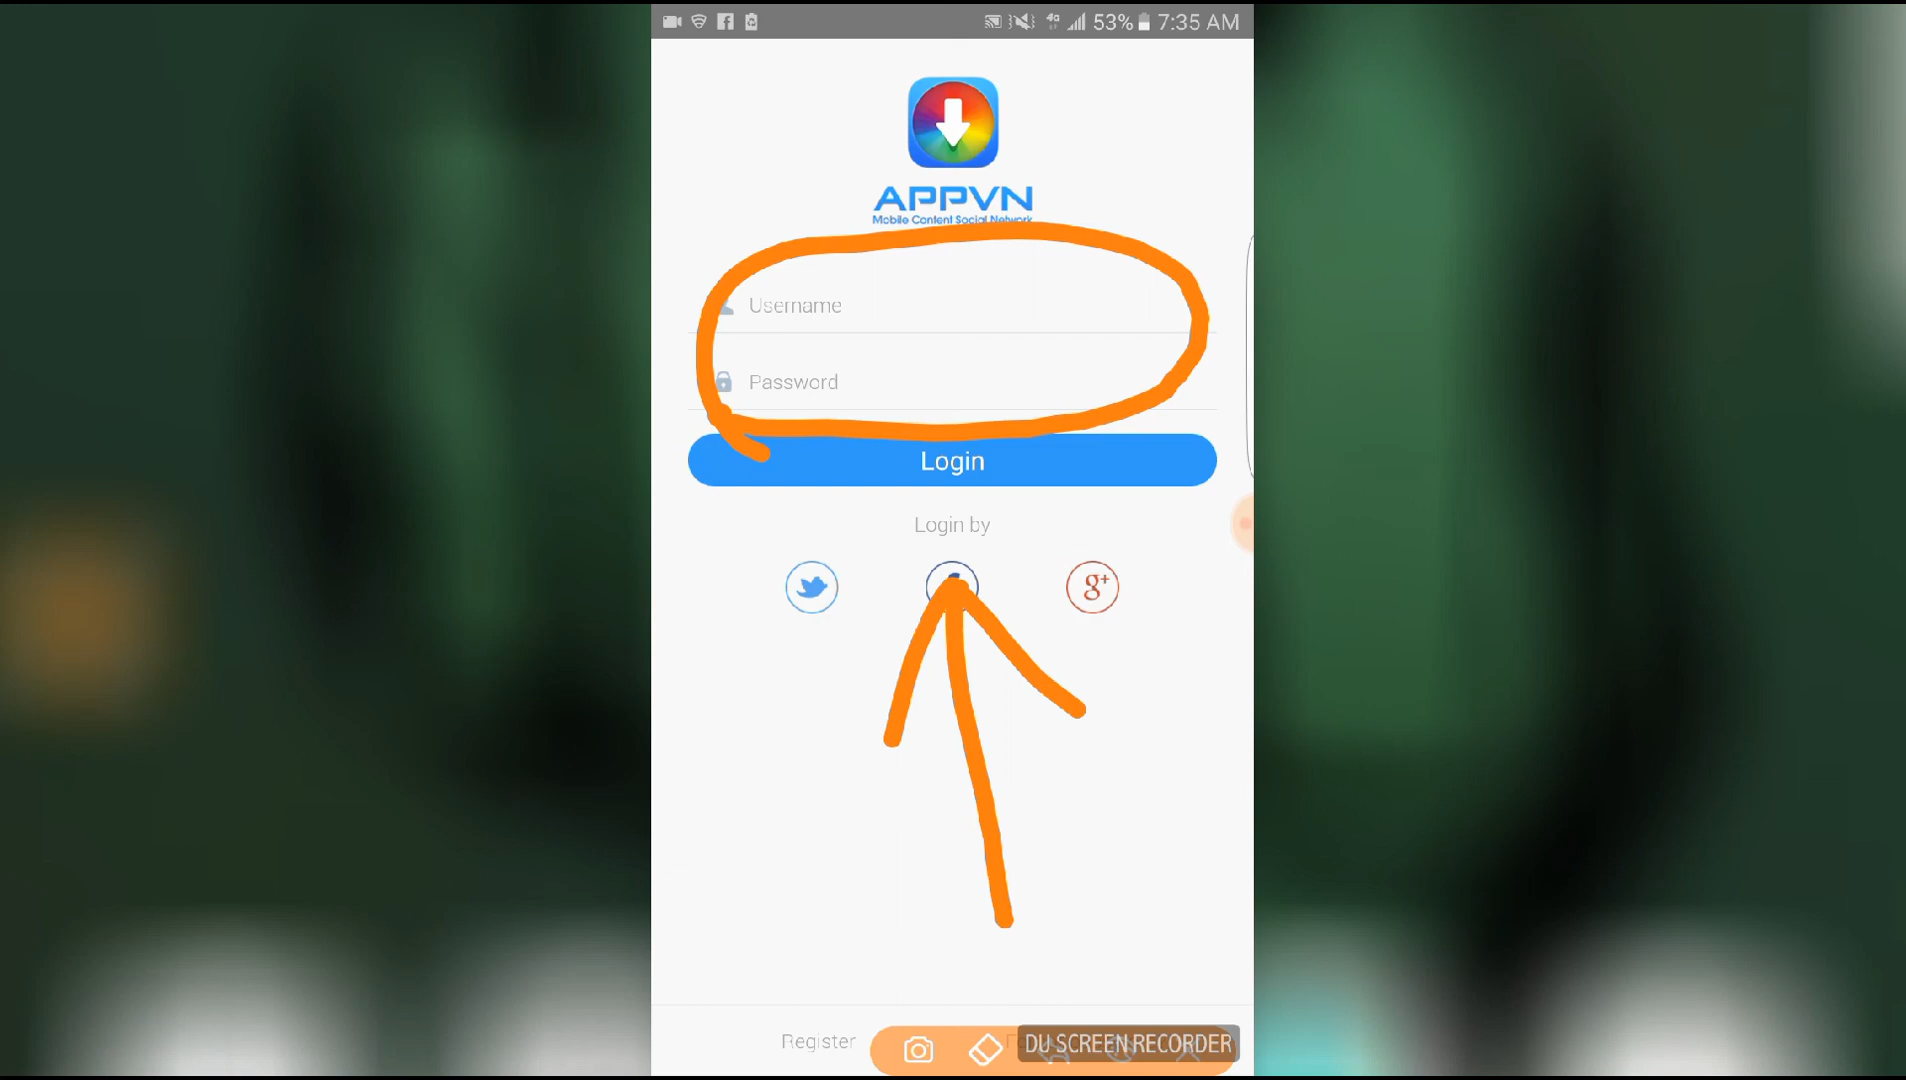 53% 7:35 AM
APPVN
Mobile Content Social Network
Username
Password
Login
Login by
g+
Register
DU SCREEN RECORDER